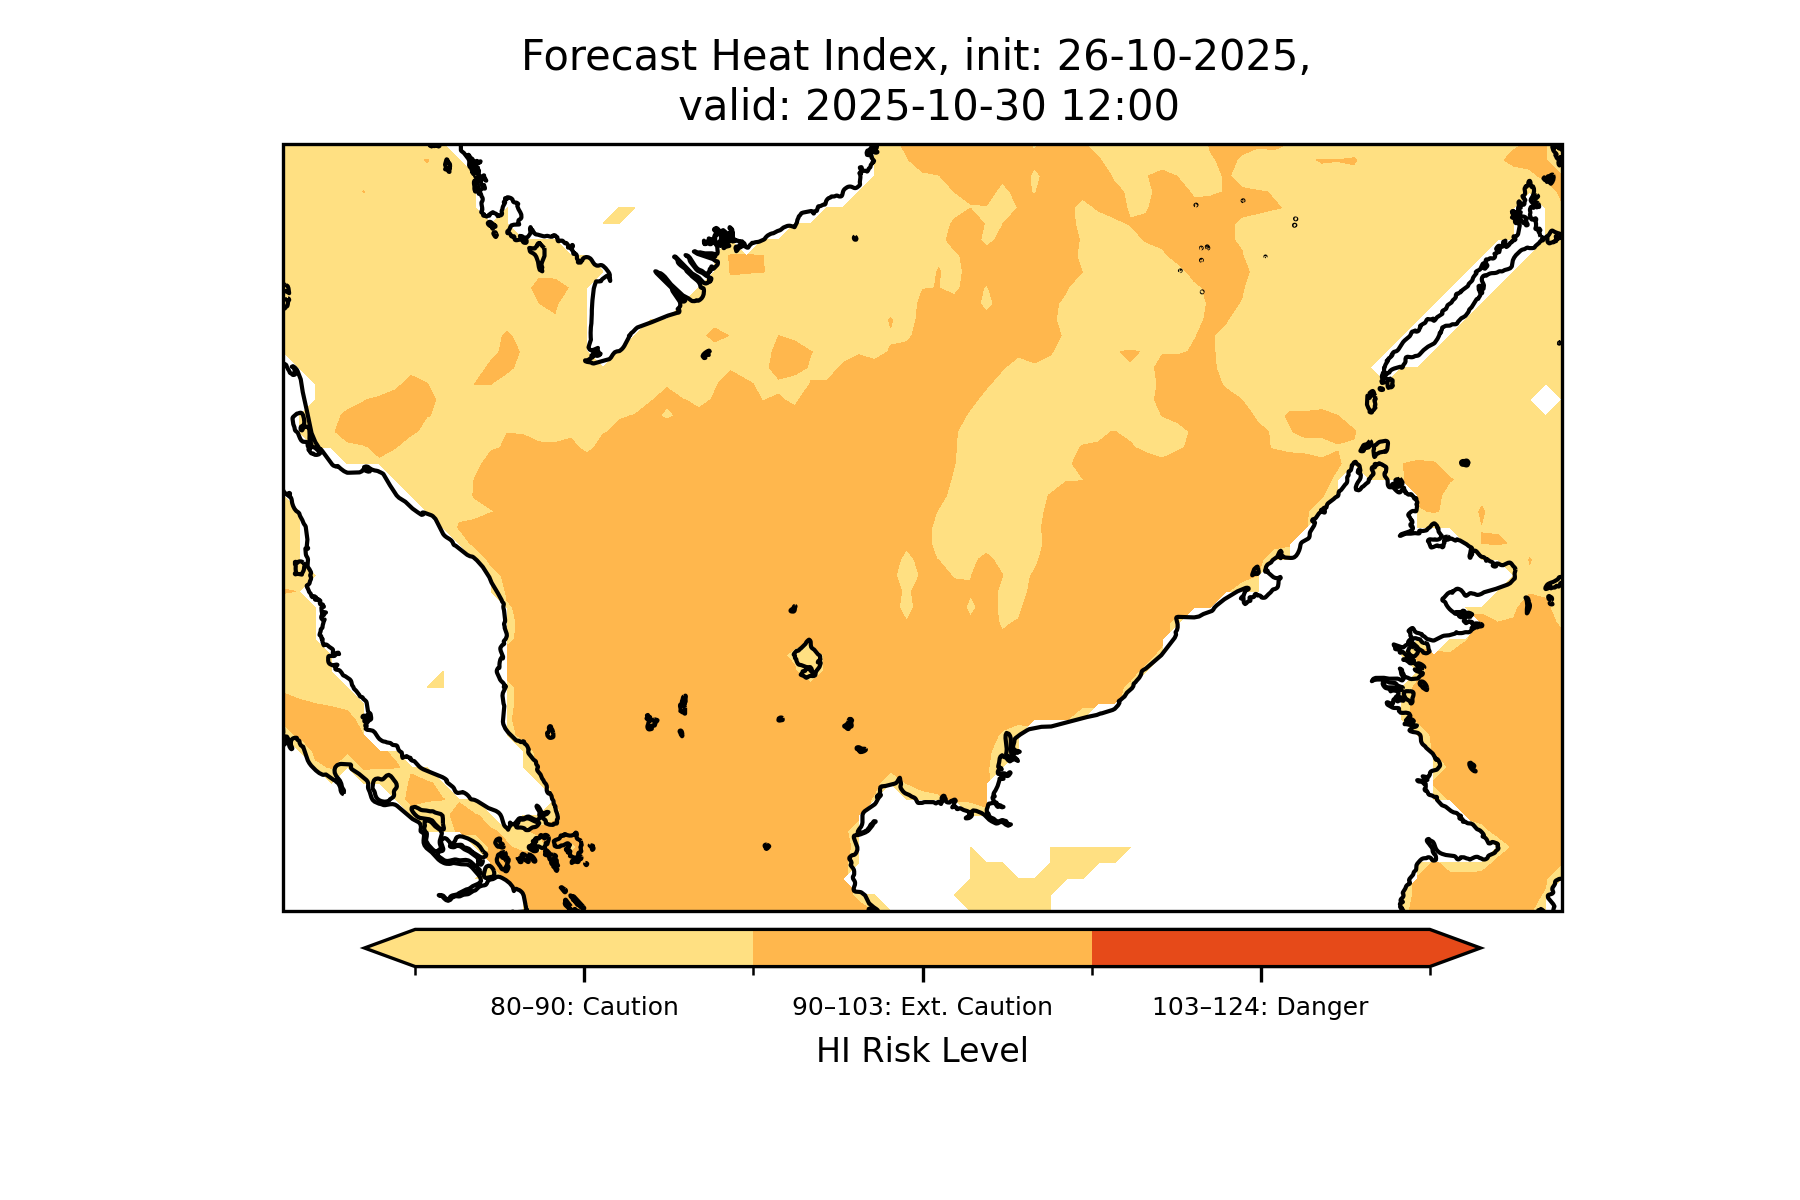 Forecast Heat Index, init: 26-10-2025,
valid: 2025-10-30 12:00
80–90: Caution
90–103: Ext. Caution
103–124: Danger
HI Risk Level